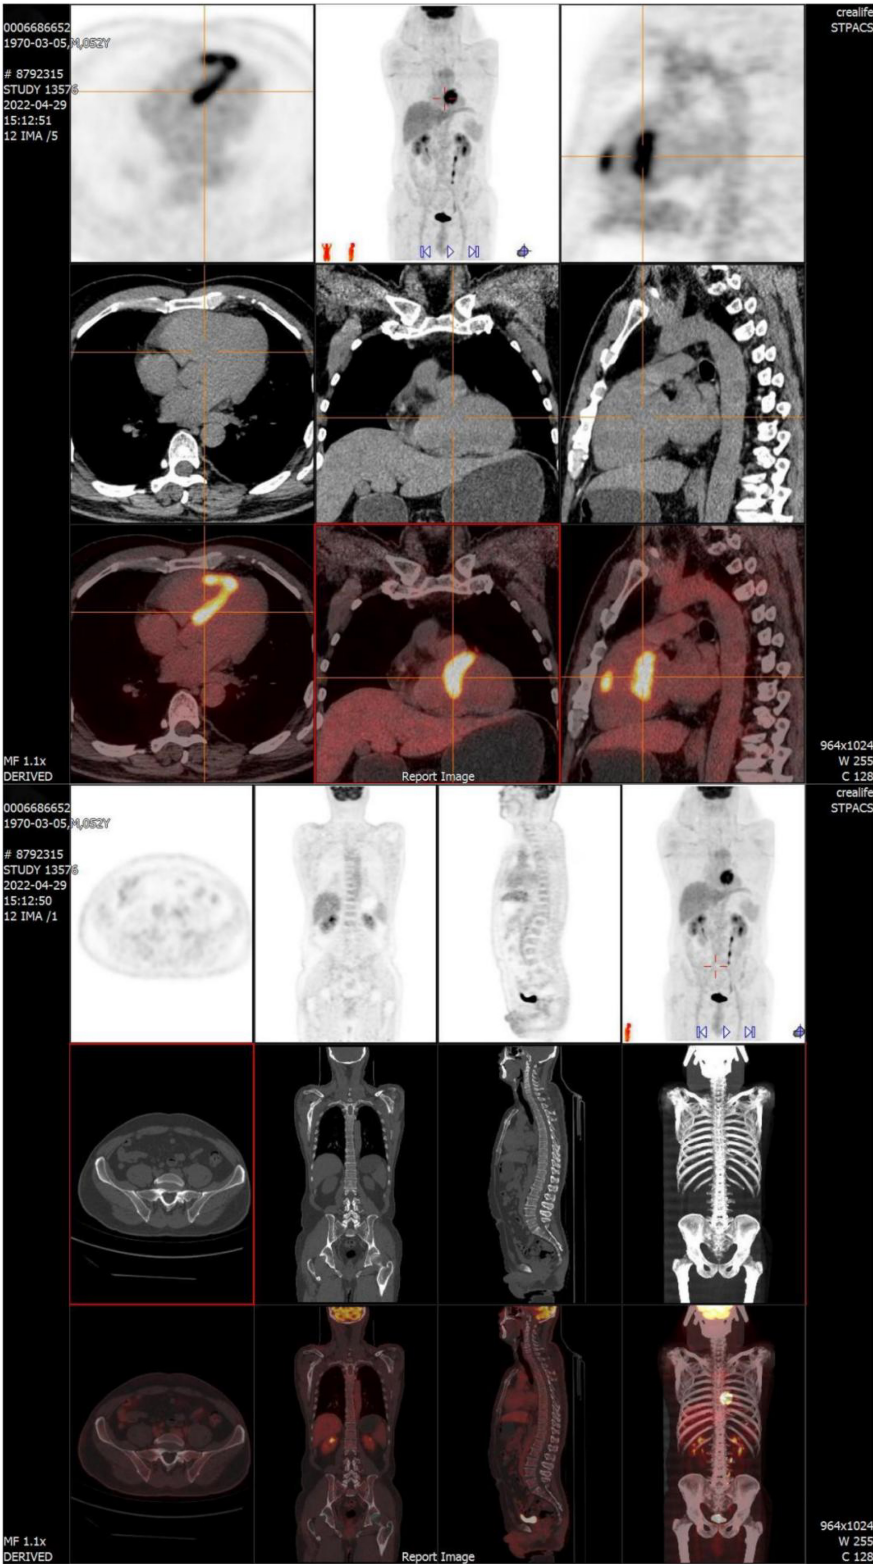 0006686652
1970-03-05,M,052Y
# 8792315
STUDY 13576
2022-04-29
15:12:51
12 IMA /5
crealife
STPACS
MF 1.1x
DERIVED
Report Image
964x1024
W 255
C 128
0006686652
1970-03-05,M,052Y
# 8792315
STUDY 13576
2022-04-29
15:12:50
12 IMA /1
crealife
STPACS
MF 1.1x
DERIVED
Report Image
964x1024
W 255
C 128